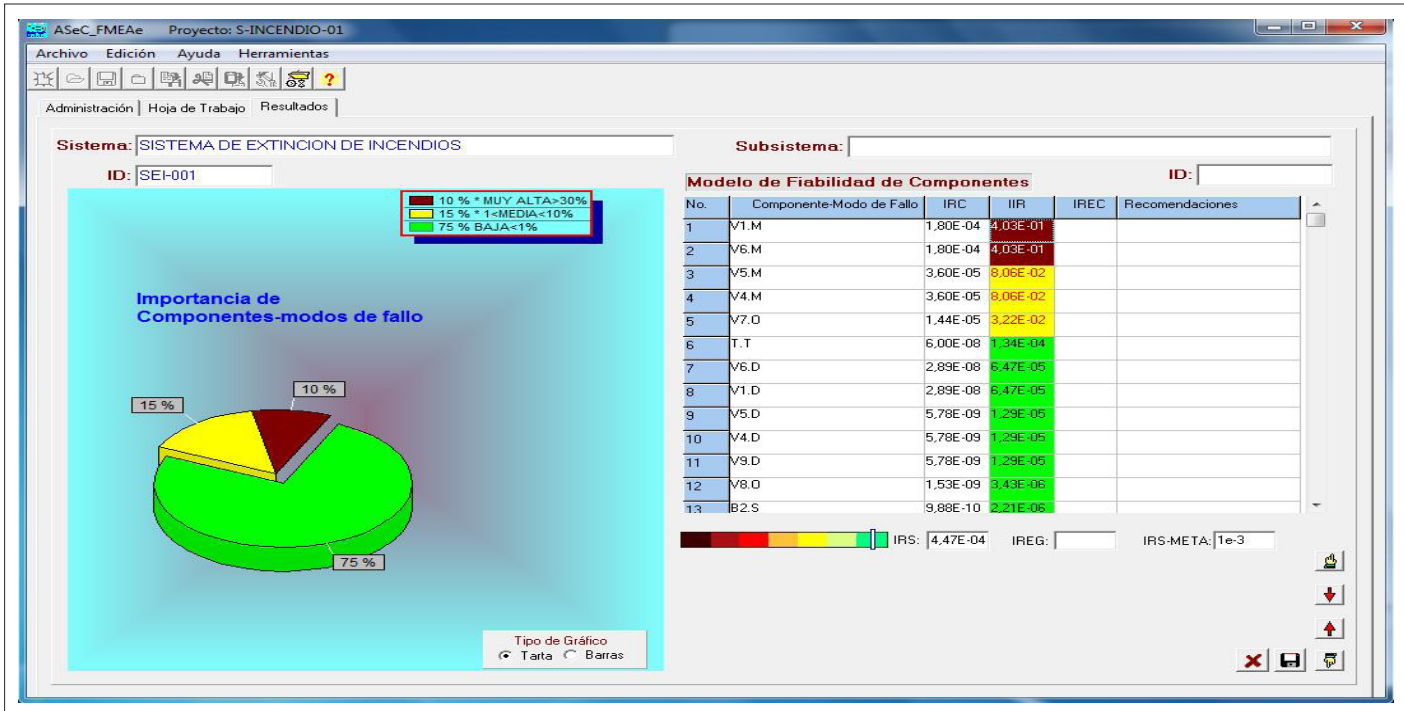 ASeC_FMEAe Proyecto: S-INCENDIO-01
Archivo Edición Ayuda Herramientas
Administración Hoja de Trabajo Resultados
Sistema: SISTEMA DE EXTINCION DE INCENDIOS
Subsistema:
ID: SEI-001
ID:
10 % * MUY ALTA>30%
15 % * 1<MEDIA<10%
75 % BAJA<1%
Importancia de
Componentes-modos de fallo
10 %
15 %
75 %
Tipo de Gráfico
Tarta Barras
Modelo de Fiabilidad de Componentes
No. Componente-Modo de Fallo IRC IIR IREC Recomendaciones
1 V1.M 1,80E-04 4,03E-01
2 V6.M 1,80E-04 4,03E-01
3 V5.M 3,60E-05 8,06E-02
4 V4.M 3,60E-05 8,06E-02
5 V7.O 1,44E-05 3,22E-02
6 T.T 6,00E-08 1,34E-04
7 V6.D 2,89E-08 6,47E-05
8 V1.D 2,89E-08 6,47E-05
9 V5.D 5,78E-09 1,29E-05
10 V4.D 5,78E-09 1,29E-05
11 V9.D 5,78E-09 1,29E-05
12 V8.O 1,53E-09 3,43E-06
13 B2.S 9,88E-10 2,21E-06
IRS: 4,47E-04 IREG: IRS-META: 1e-3